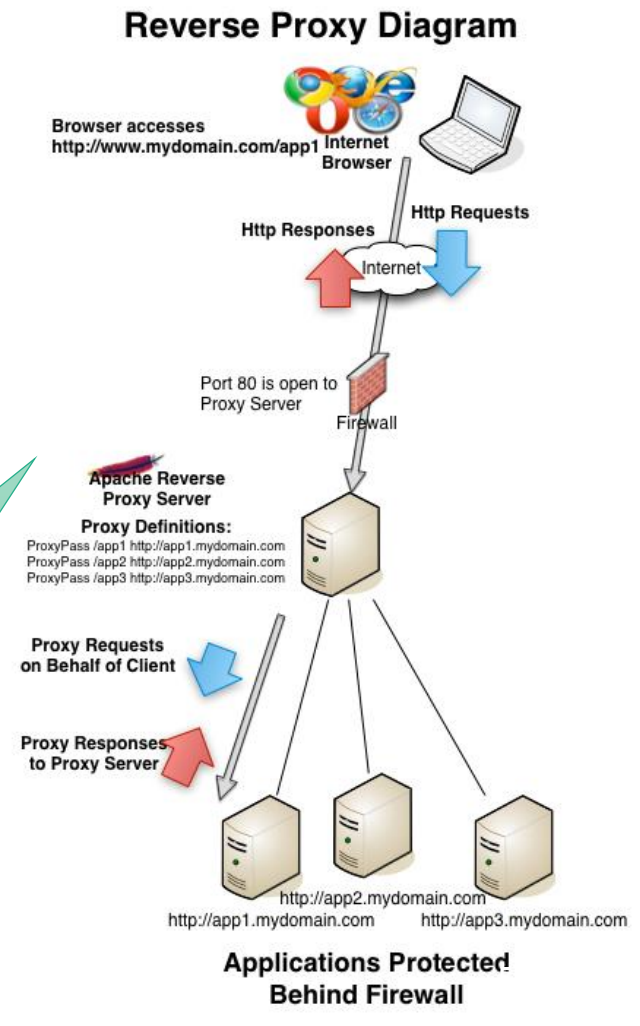 Reverse Proxy Diagram
Browser accesses
http://www.mydomain.com/app1
Internet
Browser
Http Requests
Http Responses
Internet
Port 80 is open to
Proxy Server
Firewall
Apache Reverse
Proxy Server
Proxy Definitions:
ProxyPass /app1 http://app1.mydomain.com
ProxyPass /app2 http://app2.mydomain.com
ProxyPass /app3 http://app3.mydomain.com
Proxy Requests
on Behalf of Client
Proxy Responses
to Proxy Server
http://app2.mydomain.com
http://app1.mydomain.com
http://app3.mydomain.com
Applications Protected
Behind Firewall